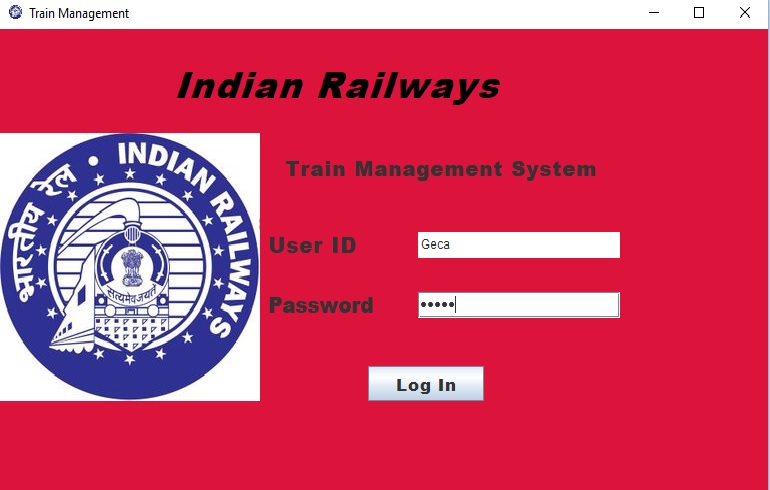 Train Management
Indian Railways
भारतीय रेल • INDIAN RAILWAYS
सत्यमेव जयते
Train Management System
User ID
Geca
Password
•••••
Log In